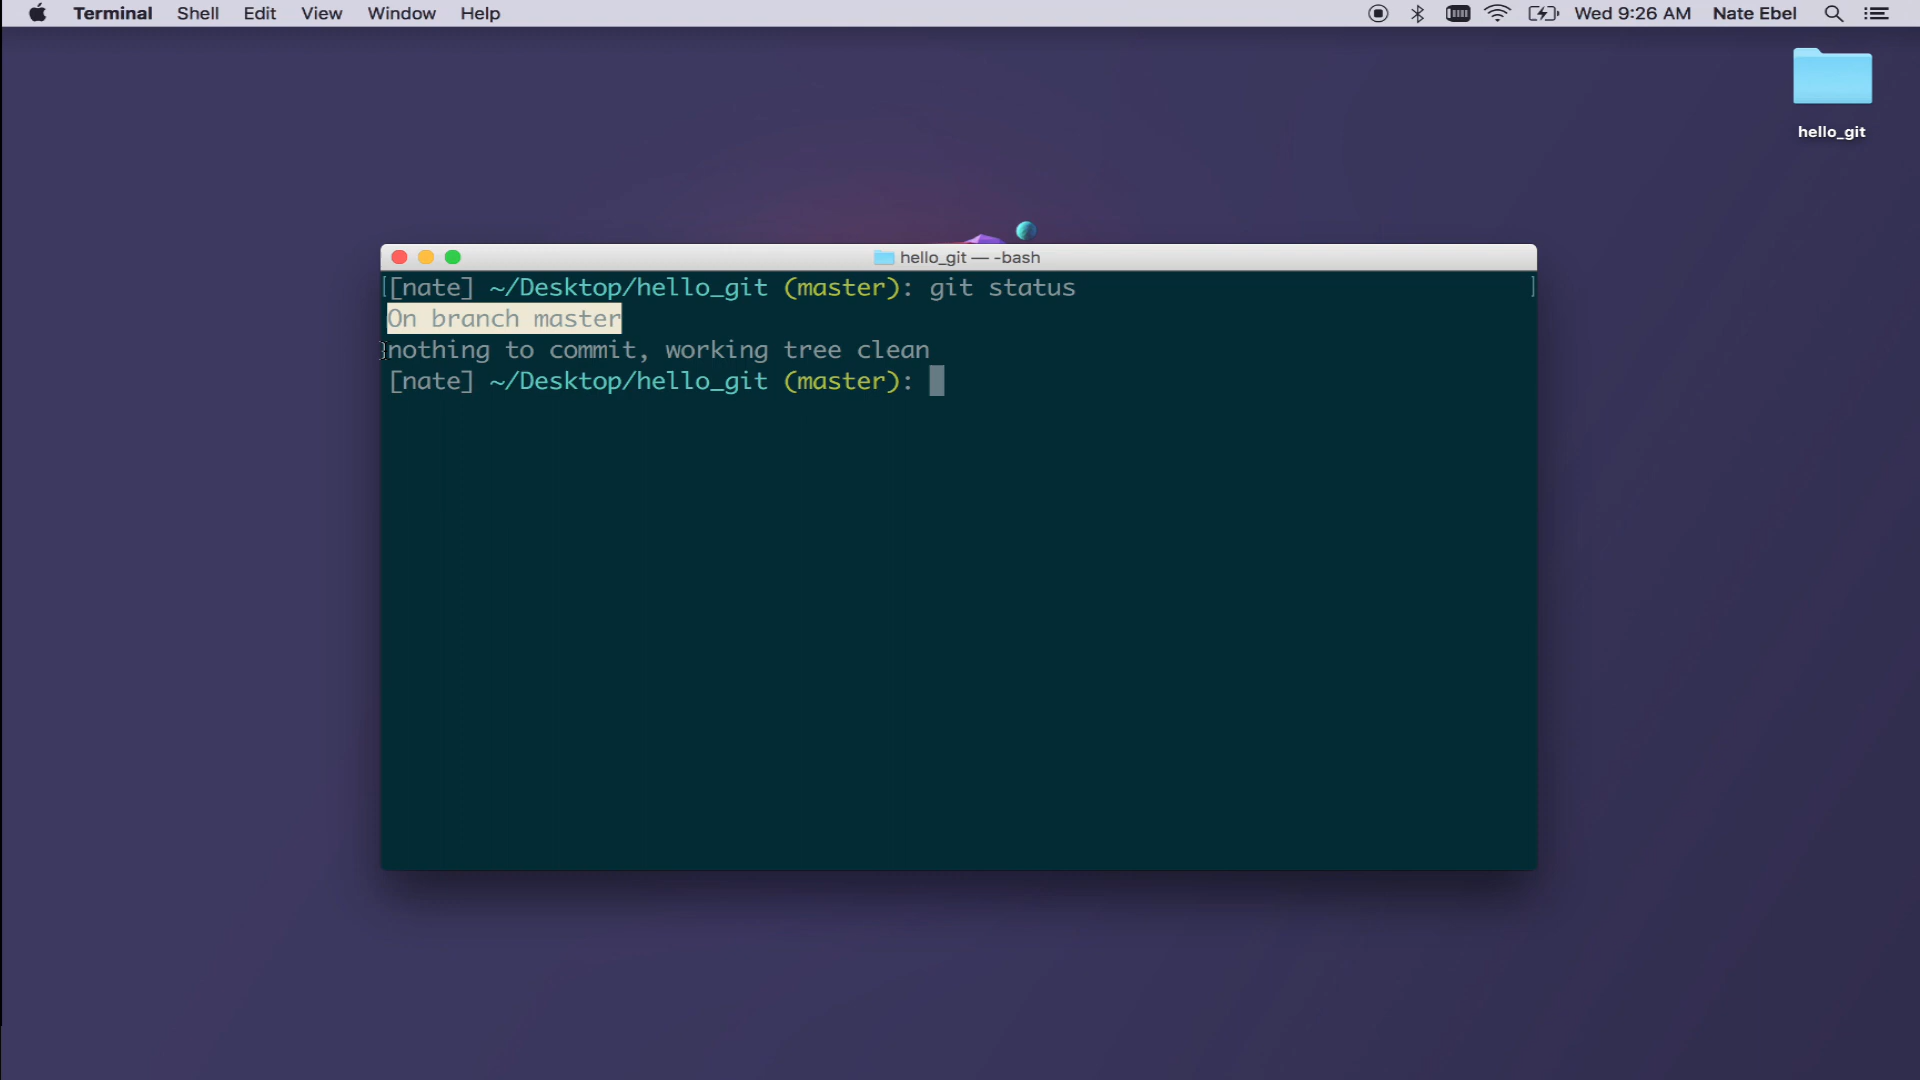 Terminal Shell Edit View Window Help Wed 9:26 AM Nate Ebel
hello_git
hello_git — -bash
[nate] ~/Desktop/hello_git (master): git status
On branch master
nothing to commit, working tree clean
[nate] ~/Desktop/hello_git (master):